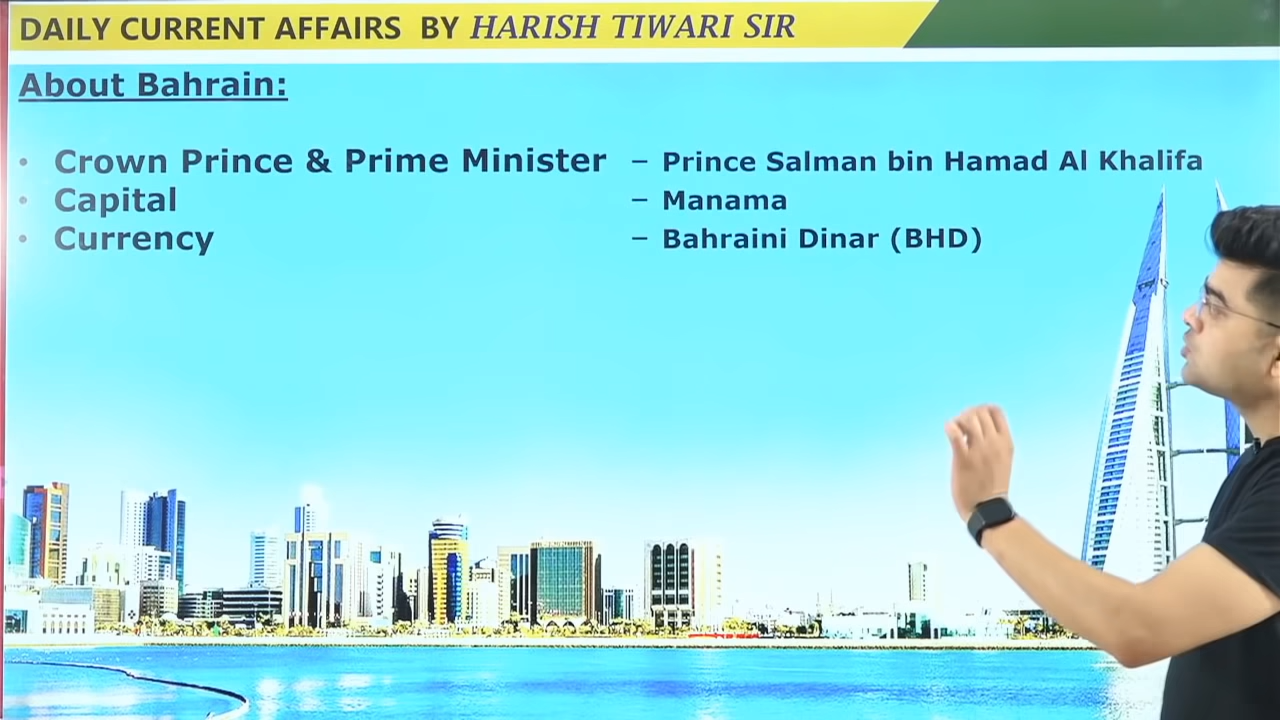 DAILY CURRENT AFFAIRS BY HARISH TIWARI SIR
About Bahrain:
• Crown Prince & Prime Minister – Prince Salman bin Hamad Al Khalifa
• Capital – Manama
• Currency – Bahraini Dinar (BHD)